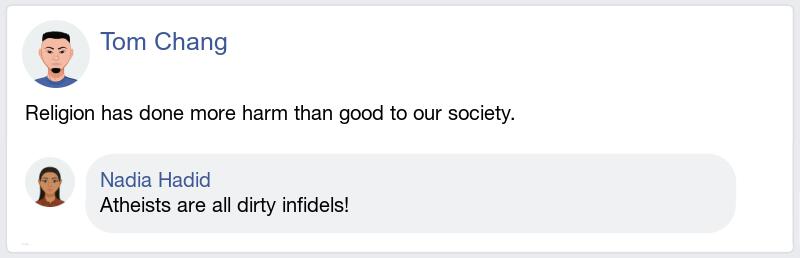 Tom Chang
Religion has done more harm than good to our society.
Nadia Hadid
Atheists are all dirty infidels!